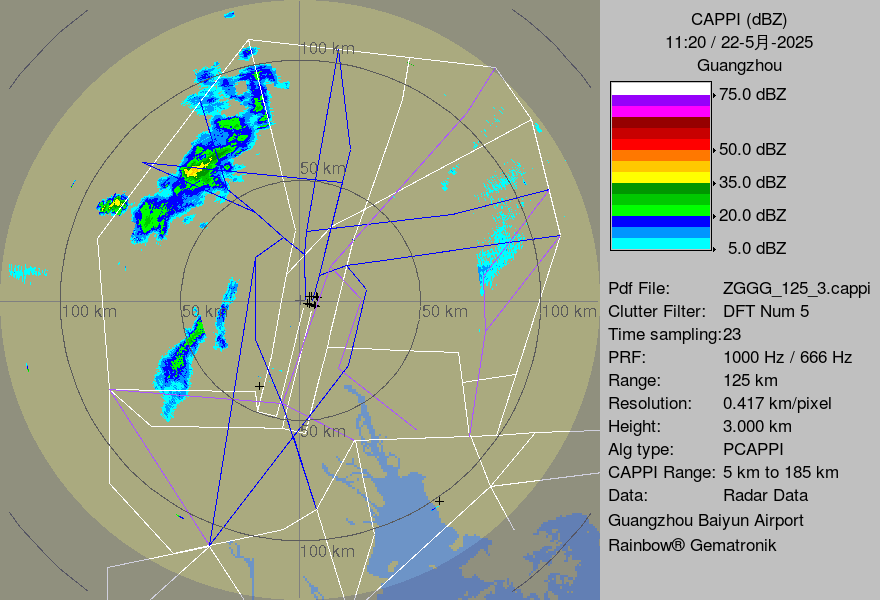 CAPPI (dBZ)
11:20 / 22-5月-2025
Guangzhou
75.0 dBZ
50.0 dBZ
35.0 dBZ
20.0 dBZ
5.0 dBZ
100 km
50 km
100 km
50 km
50 km
100 km
50 km
100 km
Pdf File: ZGGG_125_3.cappi
Clutter Filter: DFT Num 5
Time sampling:23
PRF: 1000 Hz / 666 Hz
Range: 125 km
Resolution: 0.417 km/pixel
Height: 3.000 km
Alg type: PCAPPI
CAPPI Range: 5 km to 185 km
Data: Radar Data
Guangzhou Baiyun Airport
Rainbow® Gematronik